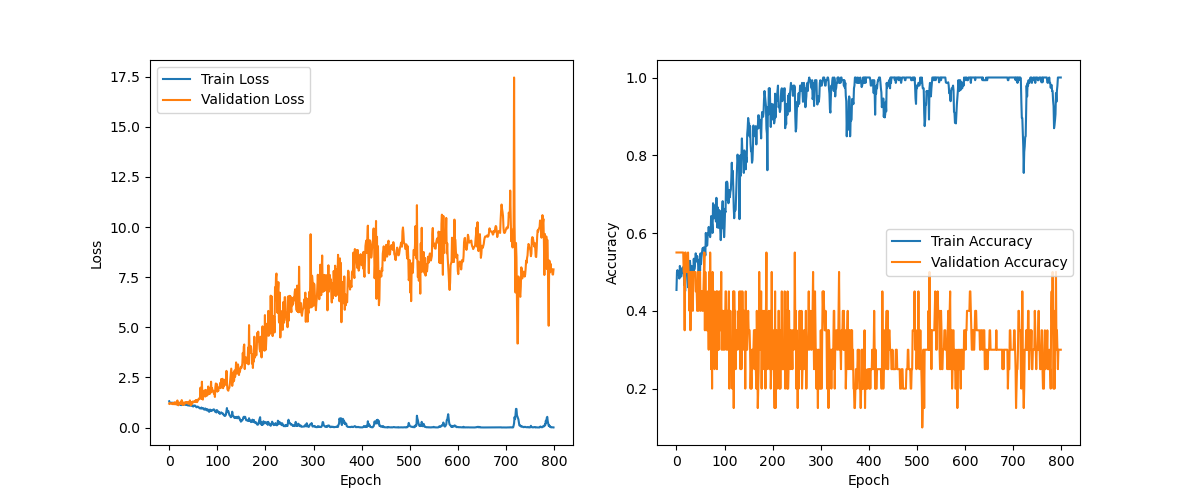 Train Loss
Validation Loss
17.5
15.0
12.5
10.0
7.5
5.0
2.5
0.0
Loss
0 100 200 300 400 500 600 700 800
Epoch
1.0
0.8
0.6
0.4
0.2
Accuracy
Train Accuracy
Validation Accuracy
0 100 200 300 400 500 600 700 800
Epoch